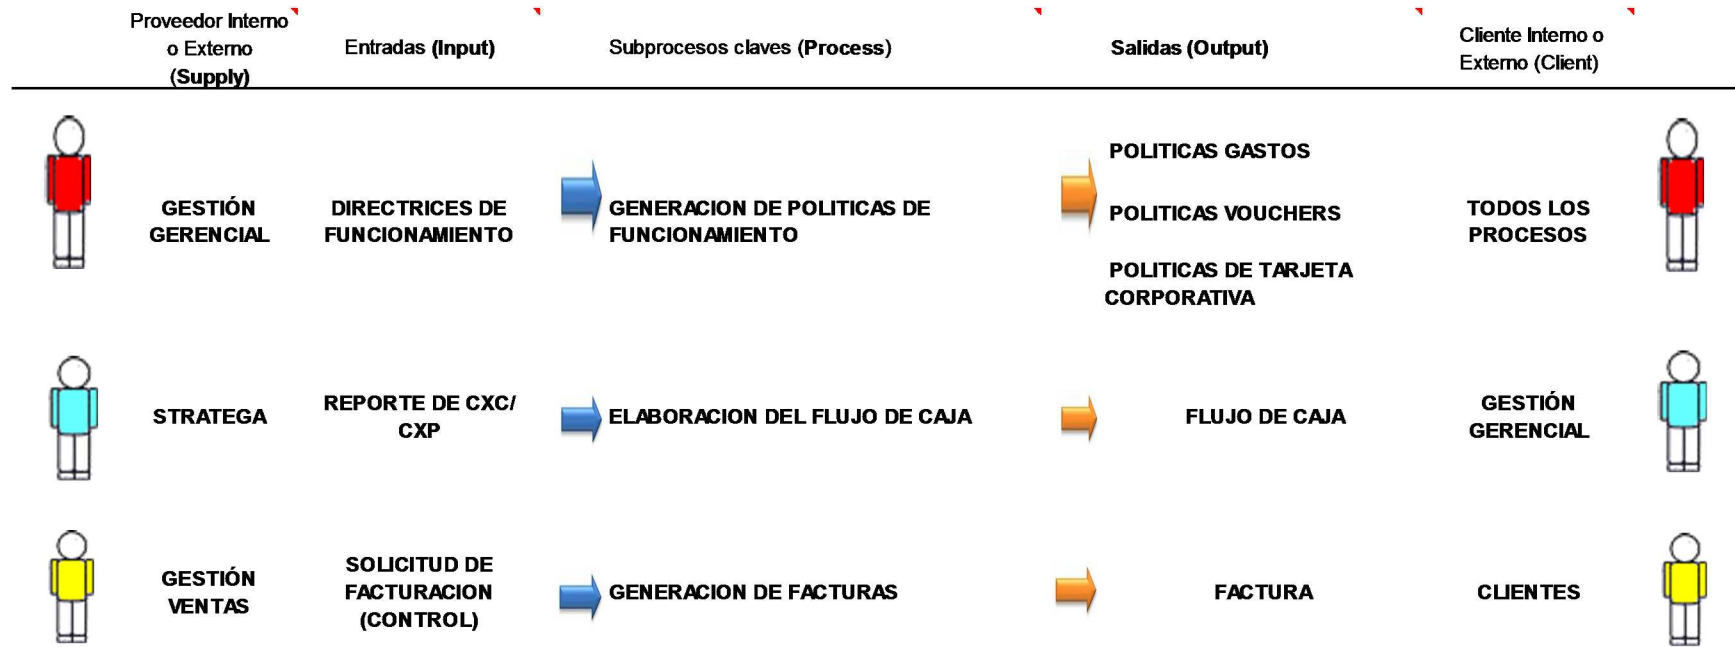 Proveedor Interno
o Externo
(Supply)
Entradas (Input)
Subprocesos claves (Process)
Salidas (Output)
Cliente Interno o
Externo (Client)
GESTIÓN
GERENCIAL
DIRECTRICES DE
FUNCIONAMIENTO
GENERACION DE POLITICAS DE
FUNCIONAMIENTO
POLITICAS GASTOS
POLITICAS VOUCHERS
POLITICAS DE TARJETA
CORPORATIVA
TODOS LOS
PROCESOS
STRATEGA
REPORTE DE CXC/
CXP
ELABORACION DEL FLUJO DE CAJA
FLUJO DE CAJA
GESTIÓN
GERENCIAL
GESTIÓN
VENTAS
SOLICITUD DE
FACTURACION
(CONTROL)
GENERACION DE FACTURAS
FACTURA
CLIENTES